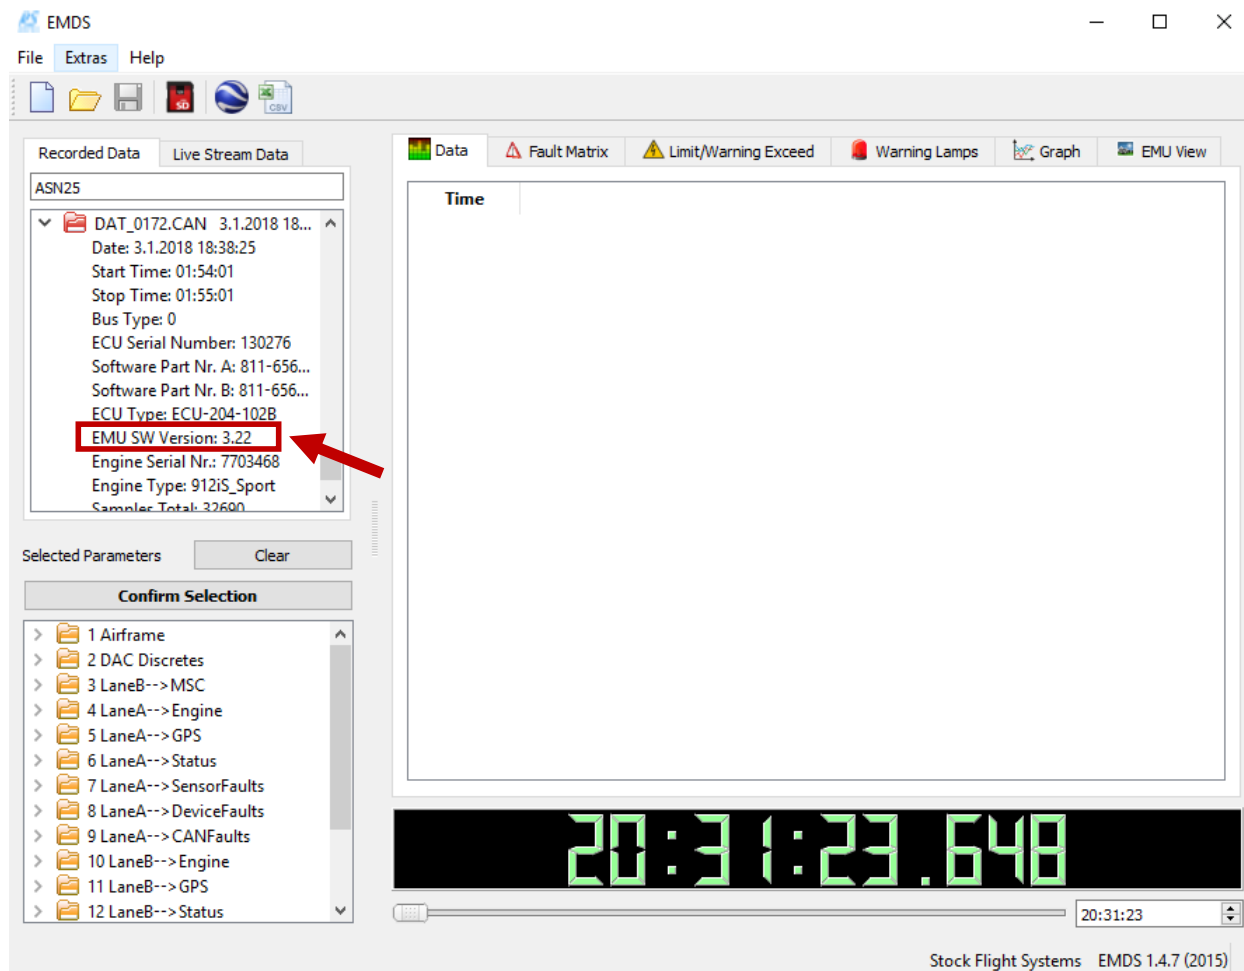 EMDS
File Extras Help
SD
CSV
Recorded Data Live Stream Data
ASN25
DAT_0172.CAN 3.1.2018 18...
Date: 3.1.2018 18:38:25
Start Time: 01:54:01
Stop Time: 01:55:01
Bus Type: 0
ECU Serial Number: 130276
Software Part Nr. A: 811-656...
Software Part Nr. B: 811-656...
ECU Type: ECU-204-102B
EMU SW Version: 3.22
Engine Serial Nr.: 7703468
Engine Type: 912iS_Sport
Samples Total: 32690
Selected Parameters Clear
Confirm Selection
1 Airframe
2 DAC Discretes
3 LaneB-->MSC
4 LaneA-->Engine
5 LaneA-->GPS
6 LaneA-->Status
7 LaneA-->SensorFaults
8 LaneA-->DeviceFaults
9 LaneA-->CANFaults
10 LaneB-->Engine
11 LaneB-->GPS
12 LaneB-->Status
Data Fault Matrix Limit/Warning Exceed Warning Lamps Graph EMU View
Time
20:31:23.648
20:31:23
Stock Flight Systems EMDS 1.4.7 (2015)